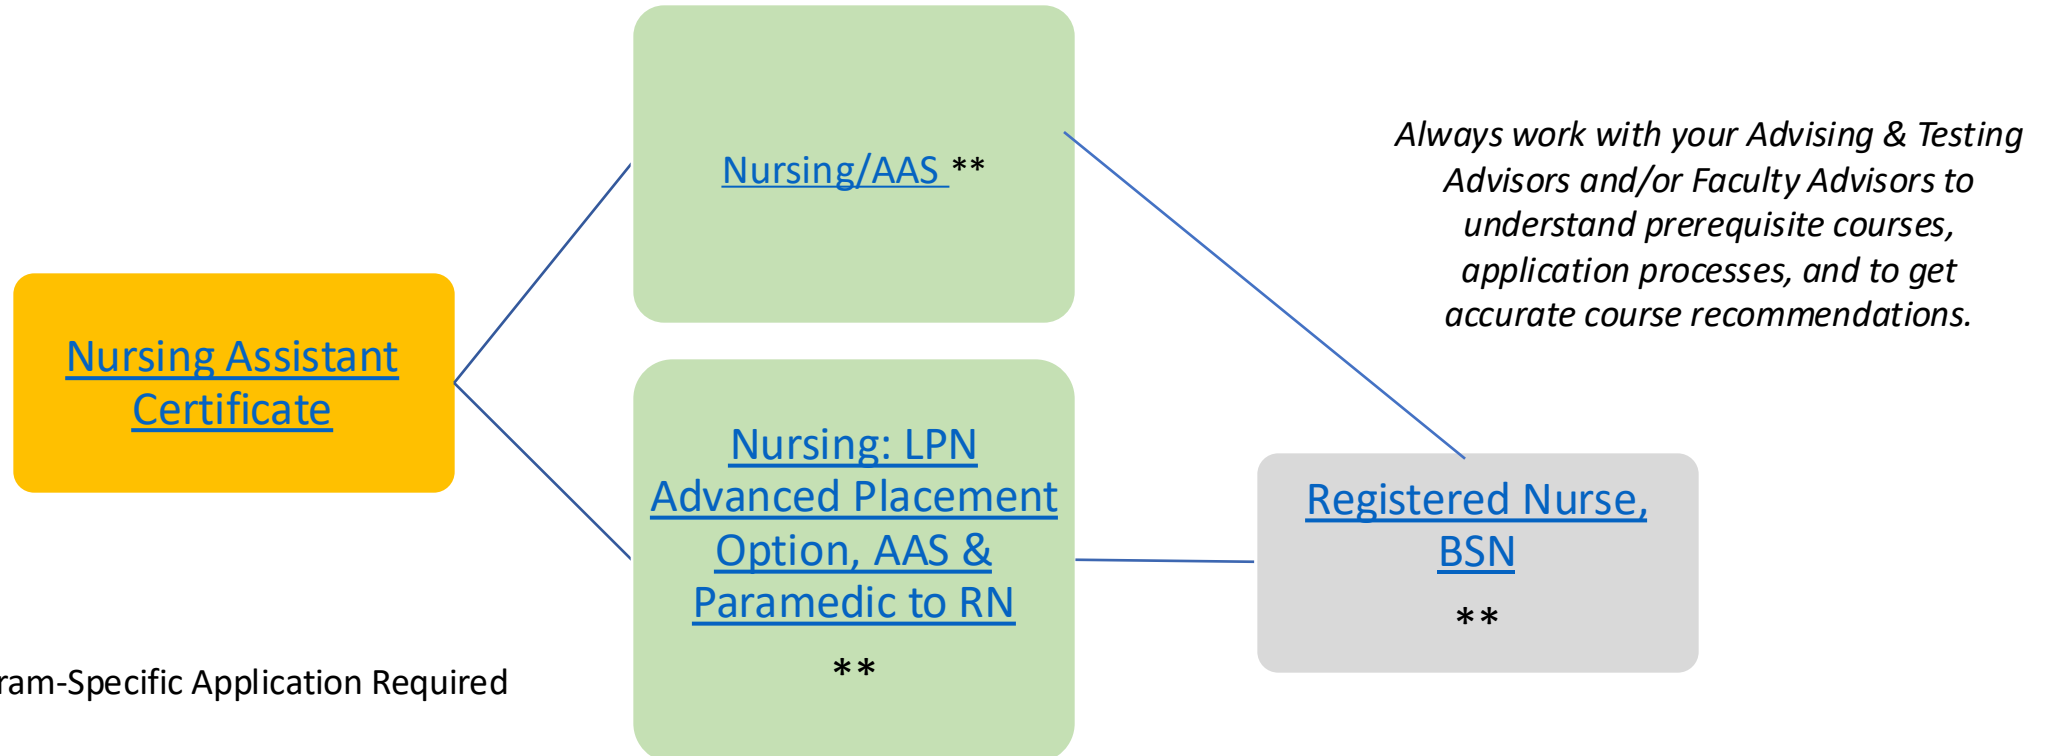 Nursing/AAS **
Always work with your Advising & Testing
Advisors and/or Faculty Advisors to
understand prerequisite courses,
application processes, and to get
accurate course recommendations.
Nursing Assistant
Certificate
Nursing: LPN
Advanced Placement
Option, AAS &
Paramedic to RN
**
Registered Nurse,
BSN
**
ram-Specific Application Required